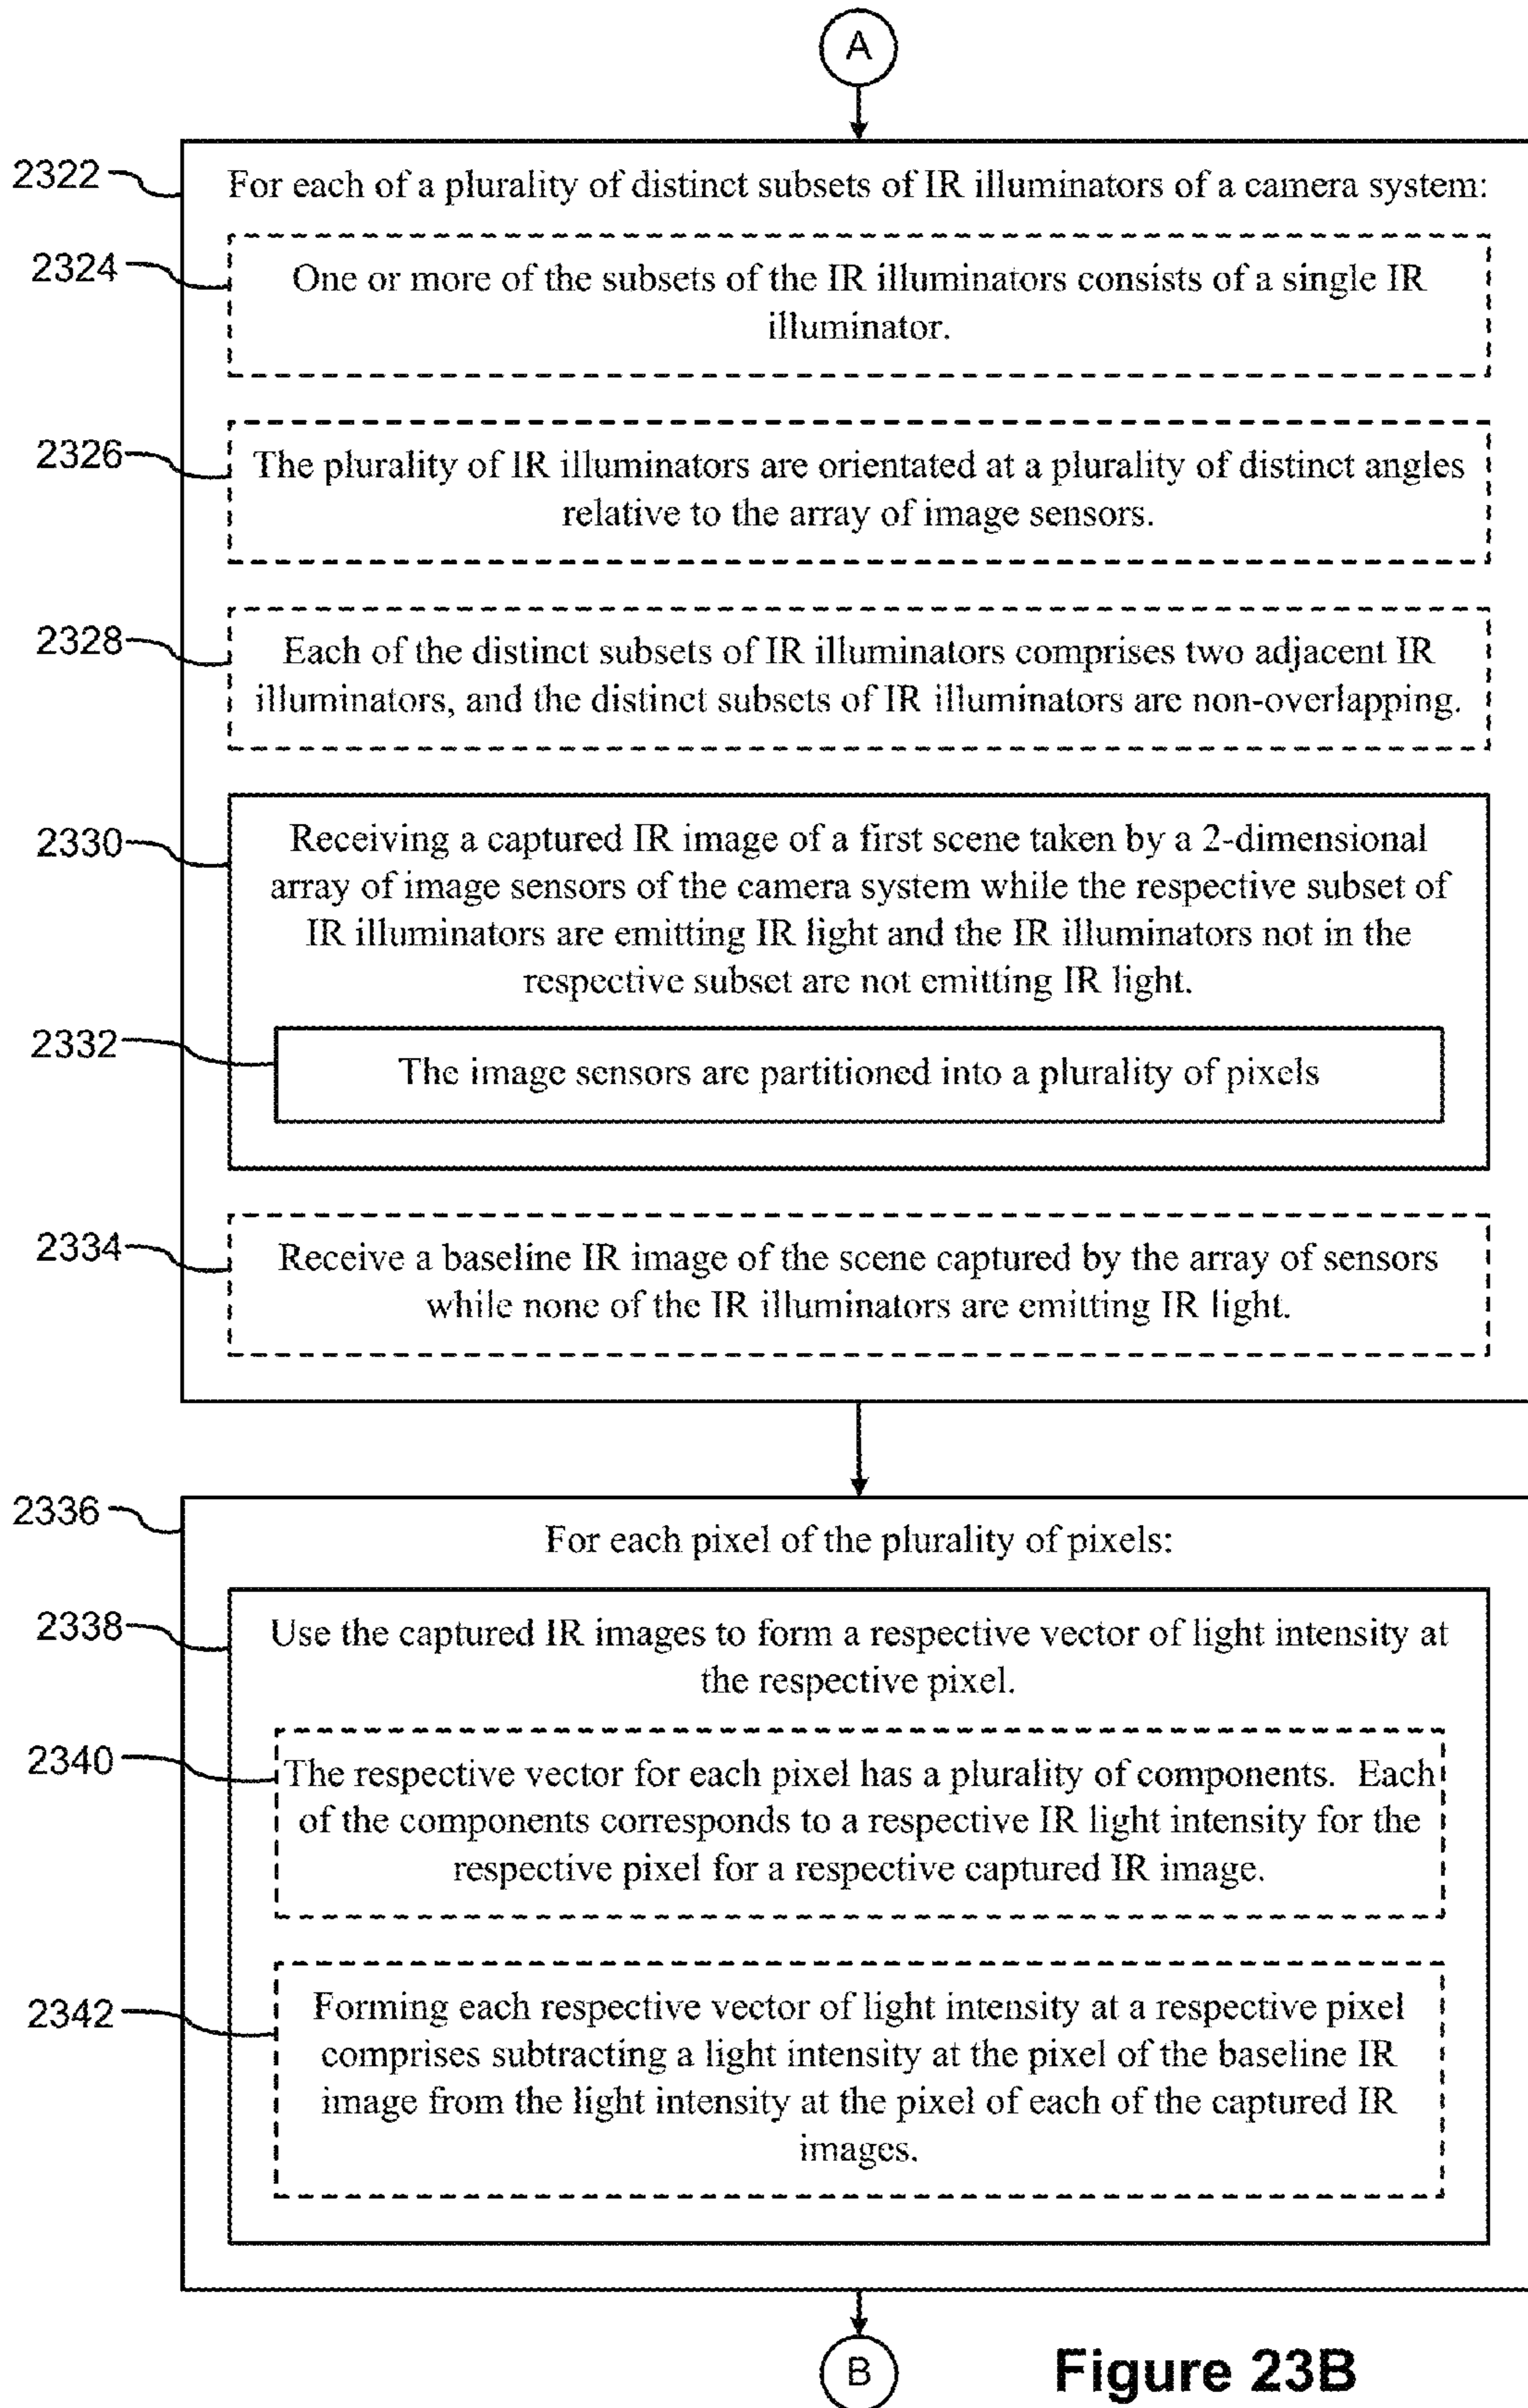 A
2322
For each of a plurality of distinct subsets of IR illuminators of a camera system:
2324
One or more of the subsets of the IR illuminators consists of a single IR
illuminator.
2326
The plurality of IR illuminators are orientated at a plurality of distinct angles
relative to the array of image sensors.
2328
Each of the distinct subsets of IR illuminators comprises two adjacent IR
illuminators, and the distinct subsets of IR illuminators are non-overlapping.
2330
Receiving a captured IR image of a first scene taken by a 2-dimensional
array of image sensors of the camera system while the respective subset of
IR illuminators are emitting IR light and the IR illuminators not in the
respective subset are not emitting IR light.
2332
The image sensors are partitioned into a plurality of pixels
2334
Receive a baseline IR image of the scene captured by the array of sensors
while none of the IR illuminators are emitting IR light.
2336
For each pixel of the plurality of pixels:
2338
Use the captured IR images to form a respective vector of light intensity at
the respective pixel.
2340
The respective vector for each pixel has a plurality of components. Each
of the components corresponds to a respective IR light intensity for the
respective pixel for a respective captured IR image.
2342
Forming each respective vector of light intensity at a respective pixel
comprises subtracting a light intensity at the pixel of the baseline IR
image from the light intensity at the pixel of each of the captured IR
images.
B
Figure 23B